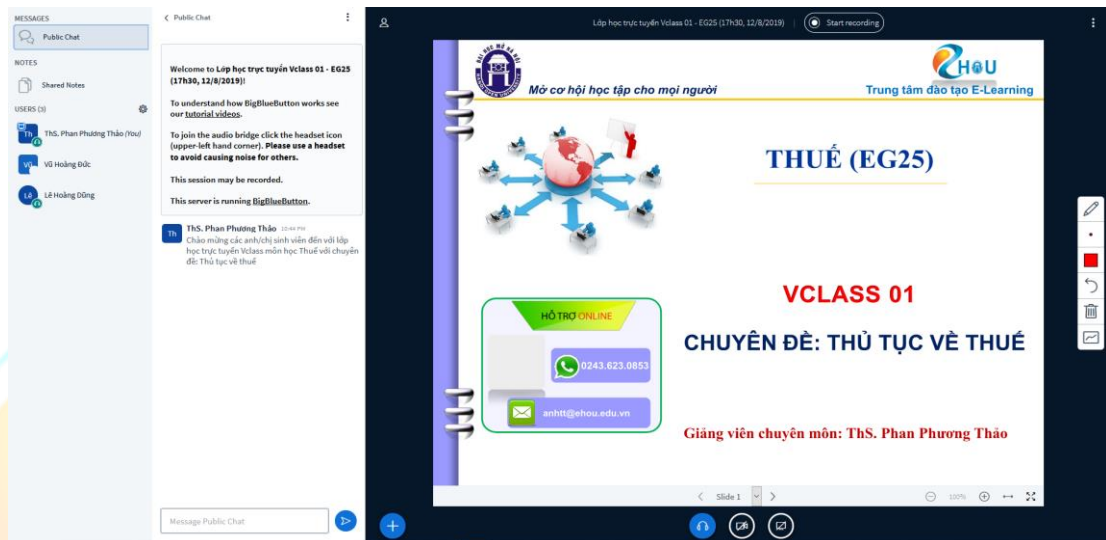 MESSAGES
Public Chat
NOTES
Shared Notes
USERS (3)
Th
ThS. Phan Phương Thảo (You)
Vũ
Vũ Hoàng Đức
Lê
Lê Hoàng Dũng
Public Chat
Welcome to Lớp học trực tuyến Vclass 01 - EG25
(17h30, 12/8/2019)!
To understand how BigBlueButton works see
our tutorial videos.
To join the audio bridge click the headset icon
(upper-left hand corner). Please use a headset
to avoid causing noise for others.
This session may be recorded.
This server is running BigBlueButton.
Th
ThS. Phan Phương Thảo 10:44 PM
Chào mừng các anh/chị sinh viên đến với lớp
học trực tuyến Vclass môn học Thuế với chuyên
đề: Thủ tục về thuế
Message Public Chat
Lớp học trực tuyến Vclass 01 - EG25 (17h30, 12/8/2019)
Start recording
Mở cơ hội học tập cho mọi người
EHOU
Trung tâm đào tạo E-Learning
THUẾ (EG25)
VCLASS 01
CHUYÊN ĐỀ: THỦ TỤC VỀ THUẾ
HỖ TRỢ ONLINE
0243.623.0853
anhtt@ehou.edu.vn
Giảng viên chuyên môn: ThS. Phan Phương Thảo
Slide 1
100%